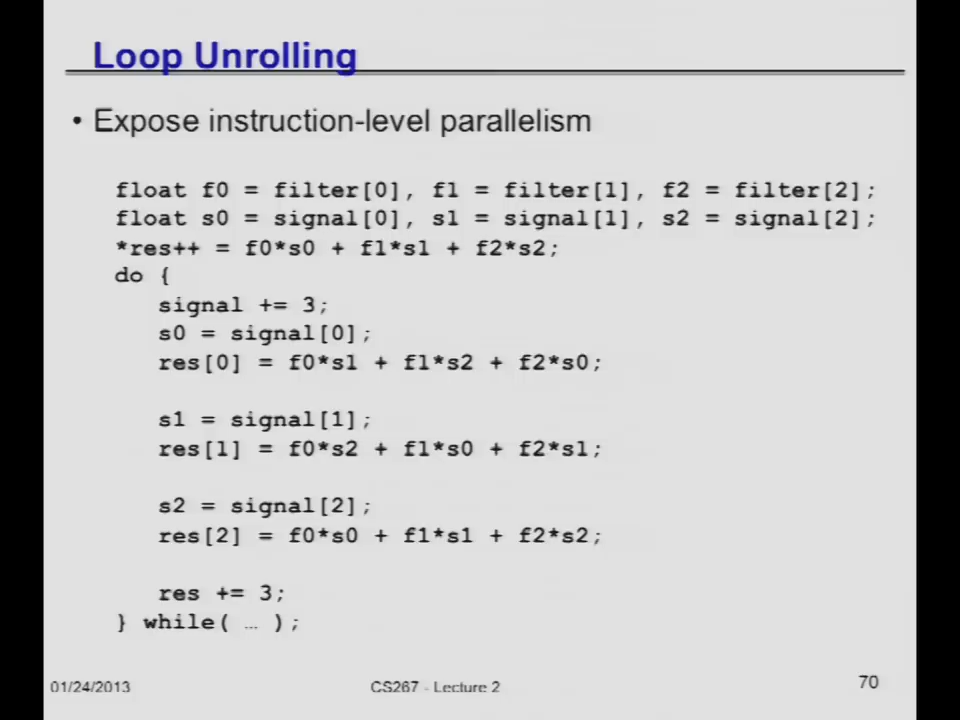 Loop Unrolling
• Expose instruction-level parallelism
float f0 = filter[0], f1 = filter[1], f2 = filter[2];
float s0 = signal[0], s1 = signal[1], s2 = signal[2];
*res++ = f0*s0 + f1*s1 + f2*s2;
do {
signal += 3;
s0 = signal[0];
res[0] = f0*s1 + f1*s2 + f2*s0;
s1 = signal[1];
res[1] = f0*s2 + f1*s0 + f2*s1;
s2 = signal[2];
res[2] = f0*s0 + f1*s1 + f2*s2;
res += 3;
} while( … );
01/24/2013
CS267 - Lecture 2
70